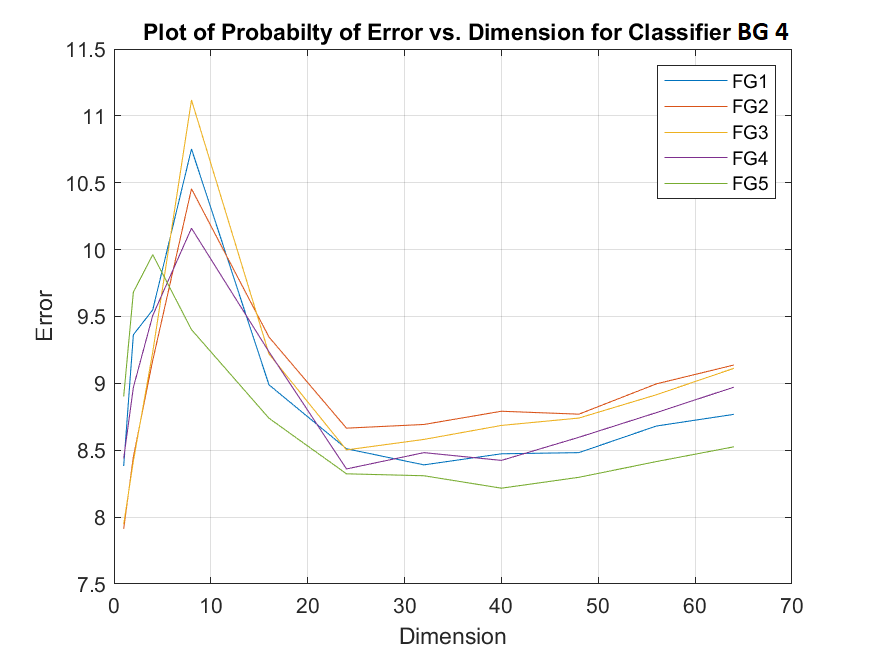 Plot of Probabilty of Error vs. Dimension for Classifier BG 4
11.5
11
10.5
10
9.5
9
8.5
8
7.5
Error
FG1
FG2
FG3
FG4
FG5
0 10 20 30 40 50 60 70
Dimension